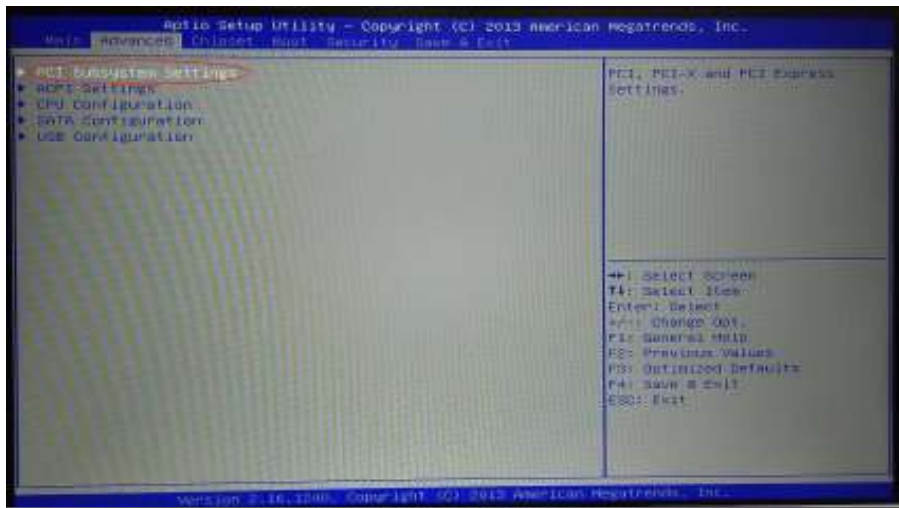 Aptio Setup Utility - Copyright (C) 2013 American Megatrends, Inc.
Main Advanced Chipset Boot Security Save & Exit
PCI Subsystem Settings
ACPI Settings
CPU Configuration
SATA Configuration
USB Configuration
PCI, PCI-X and PCI Express
Settings.
Select Screen
Select Item
Enter: Select
+/-: Change Opt.
F1: General Help
F2: Previous Values
F3: Optimized Defaults
F4: Save & Exit
ESC: Exit
Version Copyright (C) 2013 American Megatrends, Inc.